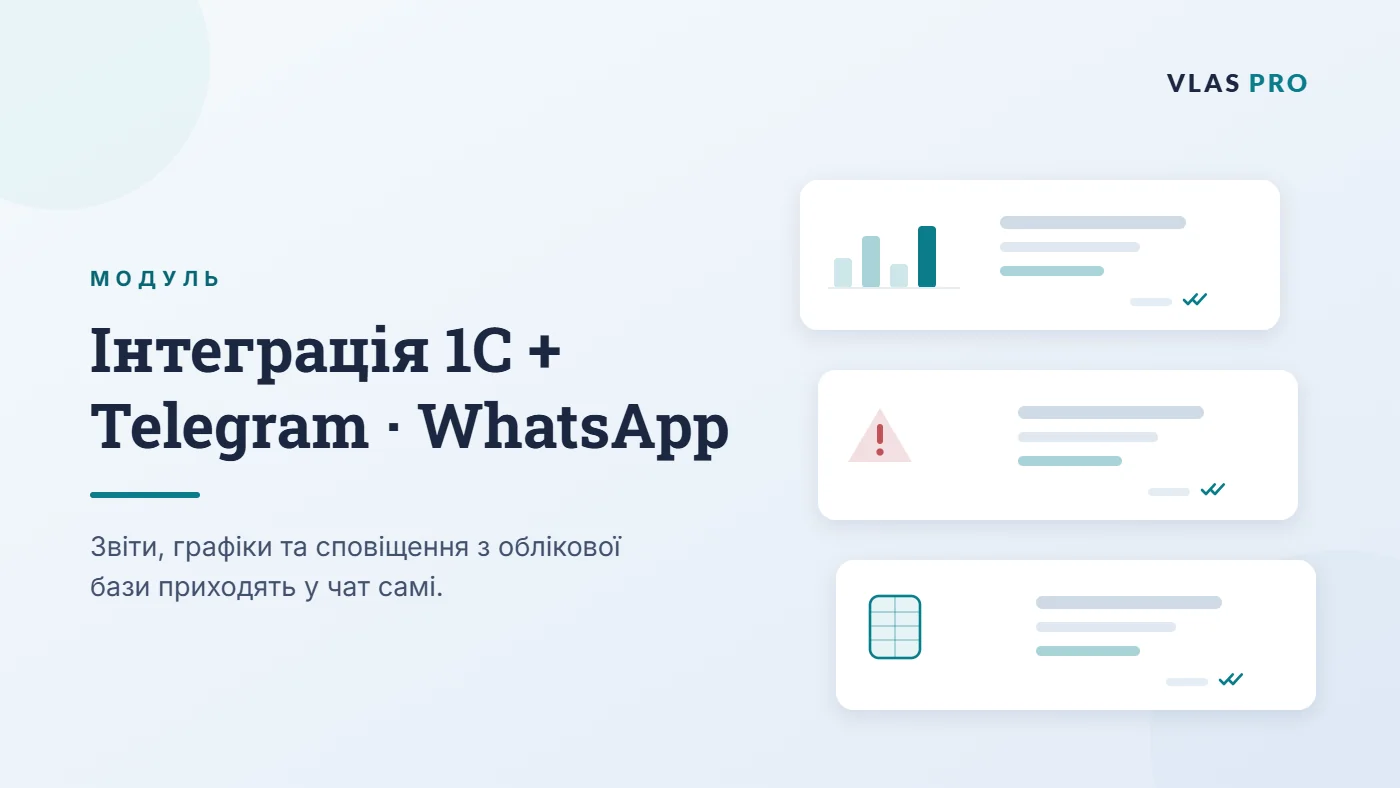 VLAS PRO
МОДУЛЬ
Інтеграція 1С +
Telegram · WhatsApp
Звіти, графіки та сповіщення з облікової
бази приходять у чат самі.